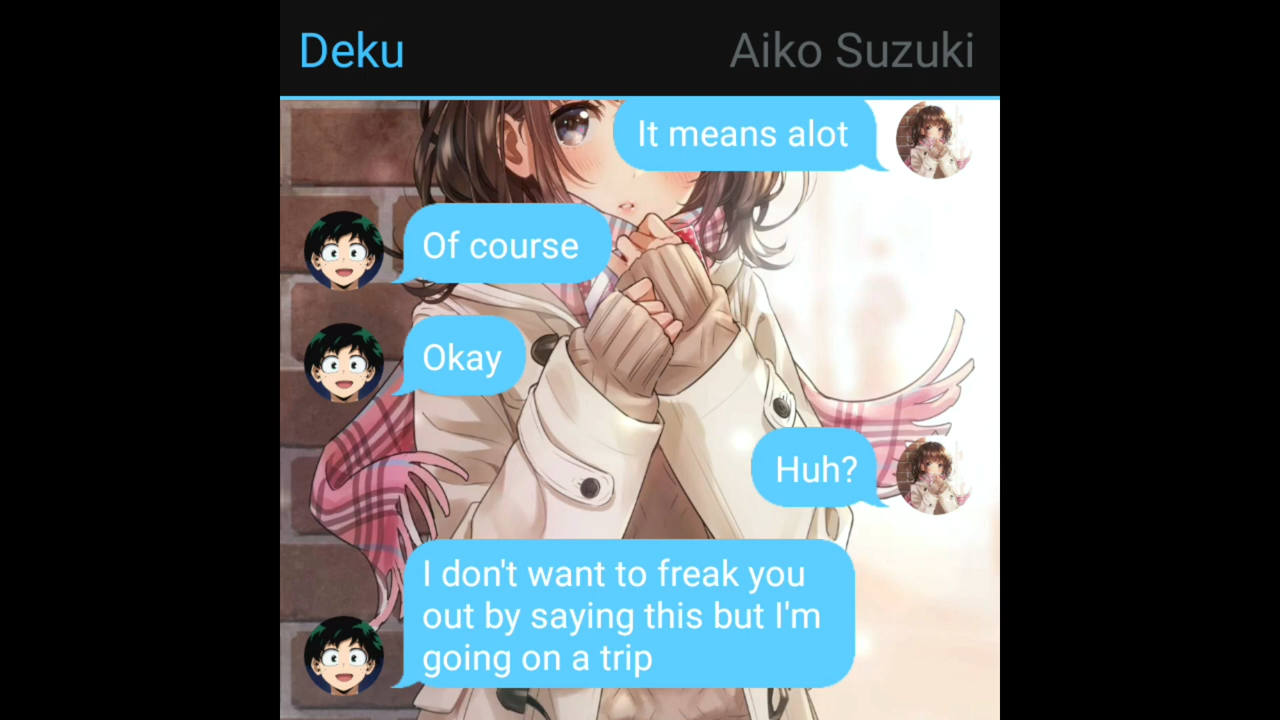 Deku
Aiko Suzuki
It means alot
Of course
Okay
Huh?
I don't want to freak you
out by saying this but I'm
going on a trip